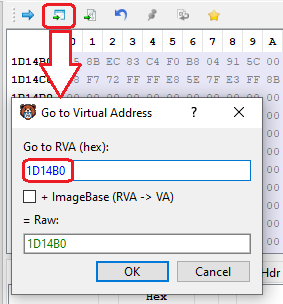 0 1 2 3 4 5 6 7 8 9 A
1D14B0 8B EC 83 C4 F0 B8 04 91 5C 00
1D14C0 8 F7 72 FF FF E8 5E 7F E3 FF 8B
Go to Virtual Address
Go to RVA (hex):
1D14B0
+ ImageBase (RVA -> VA)
= Raw:
1D14B0
OK Cancel
Hdr
Hex